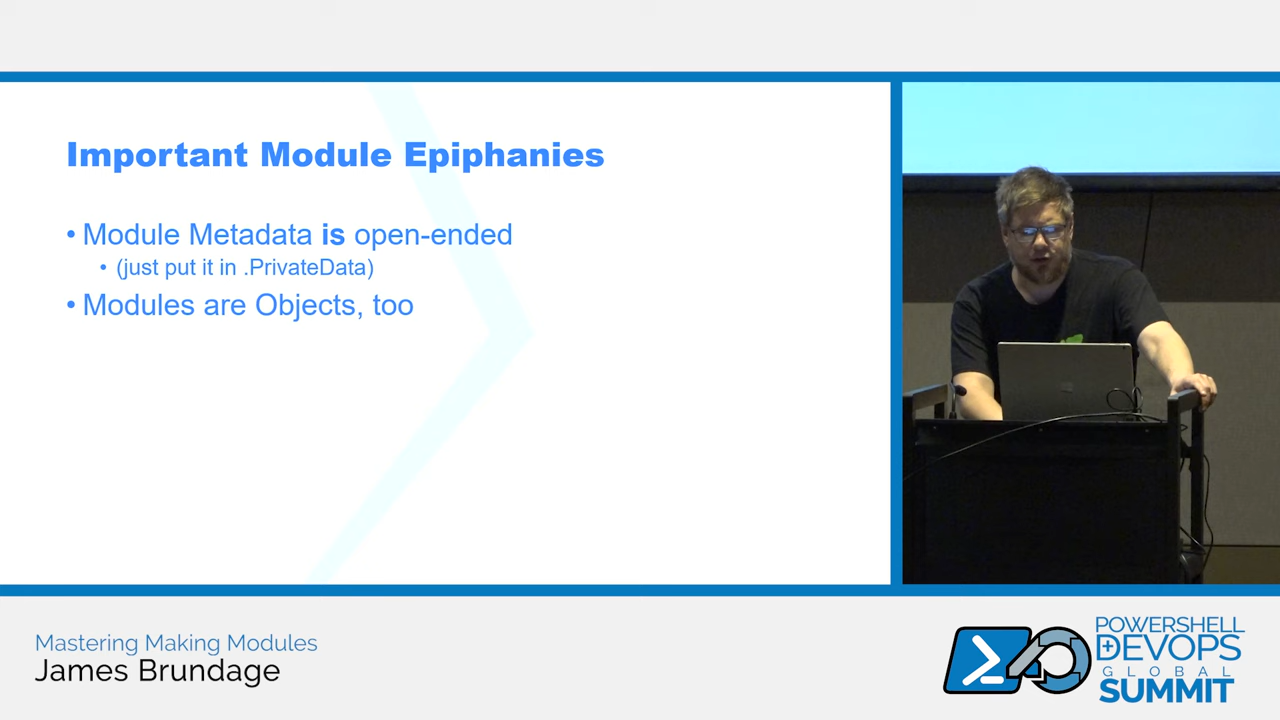 Important Module Epiphanies
• Module Metadata is open-ended
• (just put it in .PrivateData)
• Modules are Objects, too
Mastering Making Modules
James Brundage
POWERSHELL
DEVOPS
GLOBAL
SUMMIT